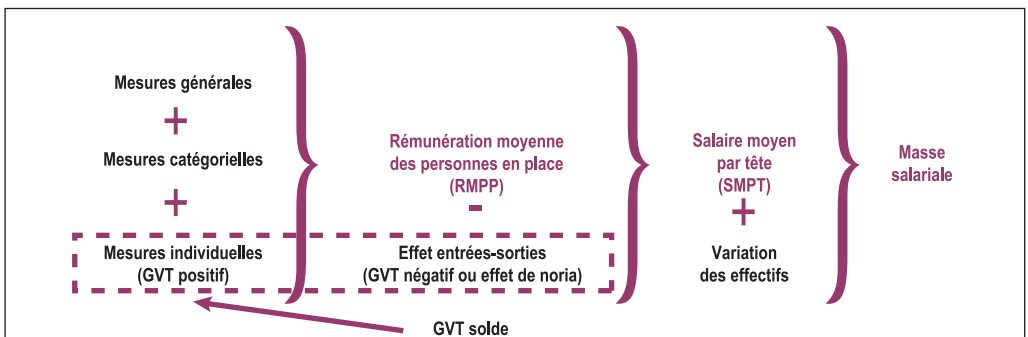 Mesures générales
+
Mesures catégorielles
+
Mesures individuelles
(GVT positif)
Rémunération moyenne
des personnes en place
(RMPP)
-
Effet entrées-sorties
(GVT négatif ou effet de noria)
Salaire moyen
par tête
(SMPT)
+
Variation
des effectifs
Masse
salariale
GVT solde